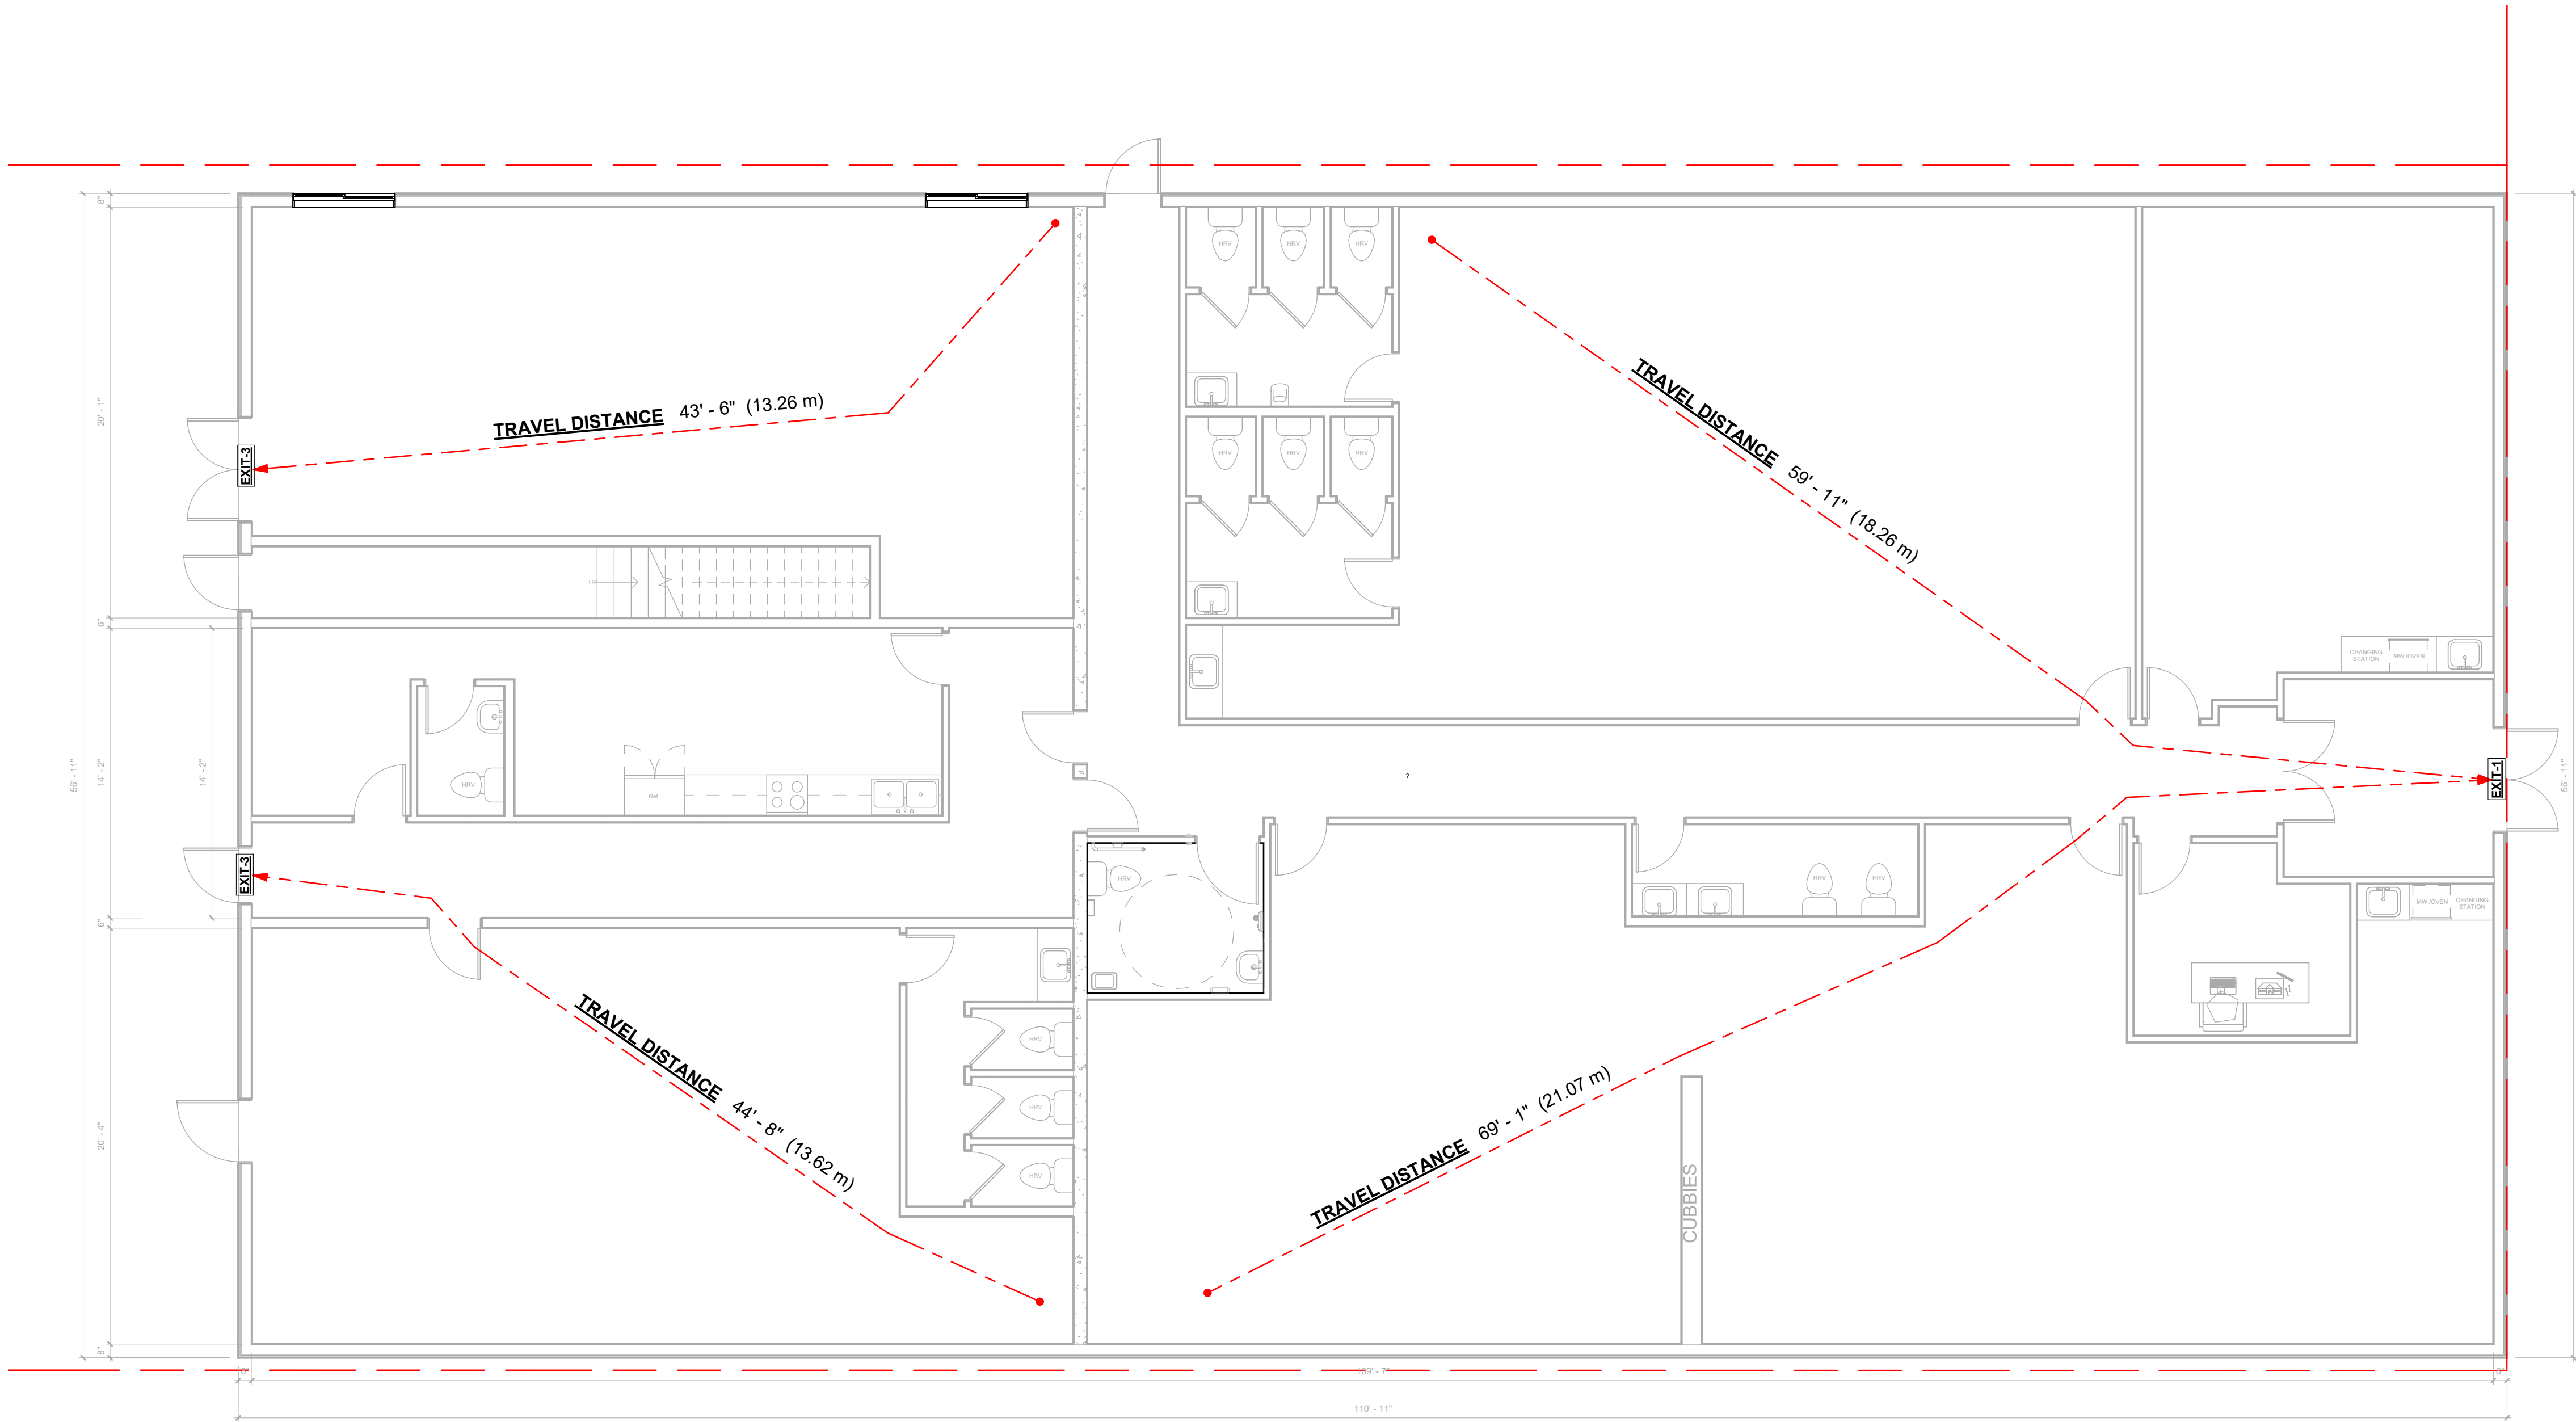 8"
HRV HRV HRV
TRAVEL DISTANCE 43' - 6" (13.26 m)
TRAVEL DISTANCE 59' - 11" (18.26 m)
20' - 1"
EXIT-3
HRV HRV HRV
UP
6"
CHANGING
STATION
MW /OVEN
56' - 11"
14' - 2"
14' - 2"
HRV
Ref.
?
EXIT-1
56' - 11"
EXIT-3
HRV
HRV HRV
MW /OVEN
CHANGING
STATION
6"
TRAVEL DISTANCE 44' - 8" (13.62 m)
HRV
HRV
HRV
20' - 4"
TRAVEL DISTANCE 69' - 1" (21.07 m)
CUBBIES
8"
109' - 7"
110' - 11"